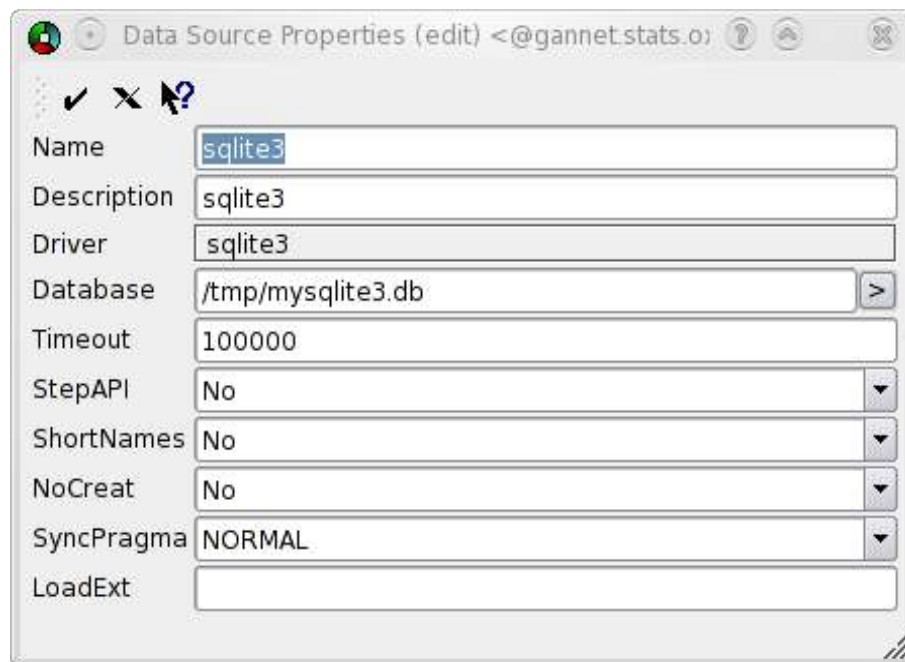 Data Source Properties (edit) <@gannet.stats.o
Name sqlite3
Description sqlite3
Driver sqlite3
Database /tmp/mysqlite3.db >
Timeout 100000
StepAPI No
ShortNames No
NoCreat No
SyncPragma NORMAL
LoadExt